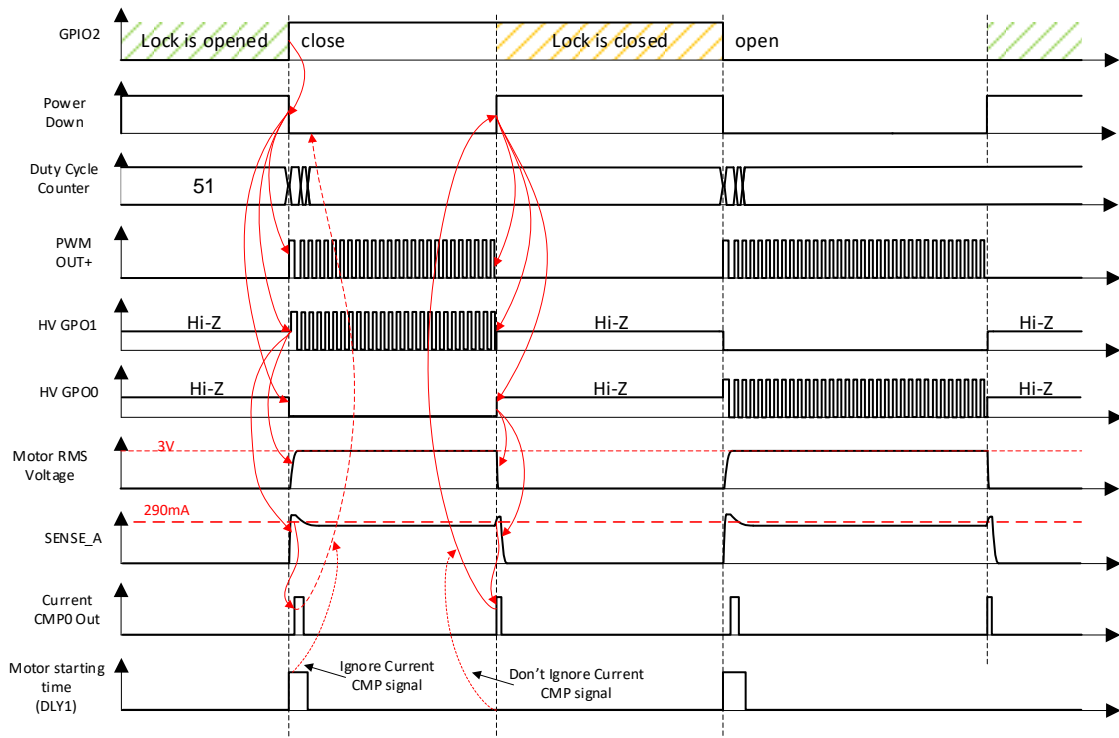 GPIO2
Lock is opened
close
Lock is closed
open
Power
Down
Duty Cycle
Counter
51
PWM
OUT+
HV GPO1
Hi-Z
Hi-Z
Hi-Z
HV GPO0
Hi-Z
Hi-Z
Hi-Z
Motor RMS
Voltage
3V
290mA
SENSE_A
Current
CMP0 Out
Motor starting
time
(DLY1)
Ignore Current
CMP signal
Don't Ignore Current
CMP signal